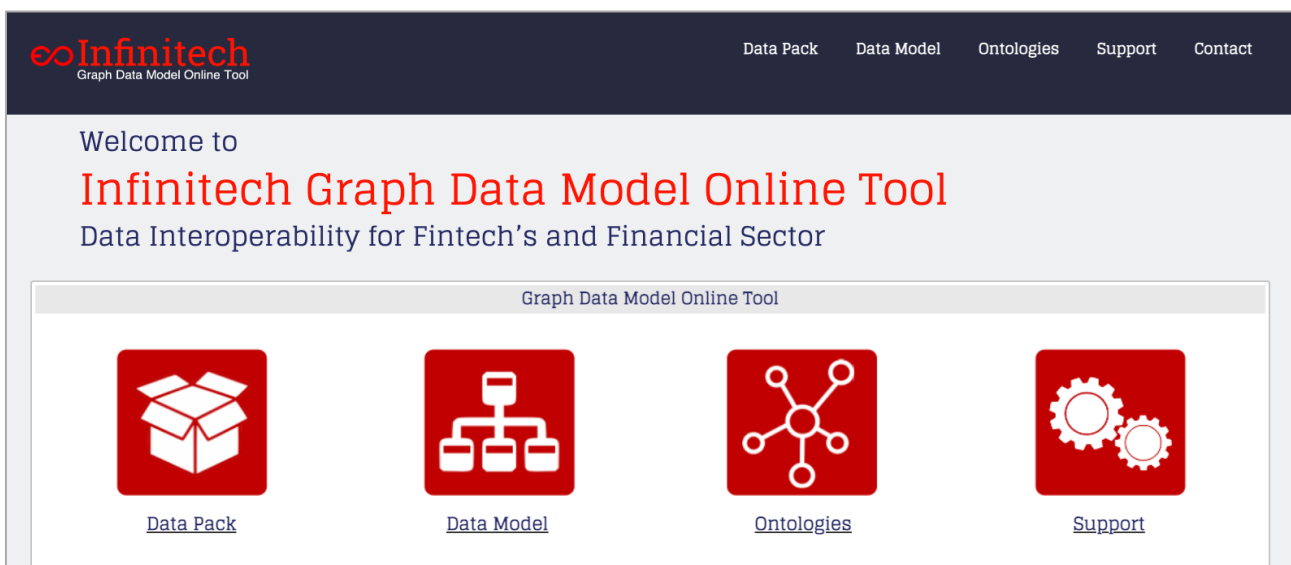 Infinitech
Graph Data Model Online Tool
Data Pack Data Model Ontologies Support Contact
Welcome to
Infinitech Graph Data Model Online Tool
Data Interoperability for Fintech's and Financial Sector
Graph Data Model Online Tool
Data Pack Data Model Ontologies Support